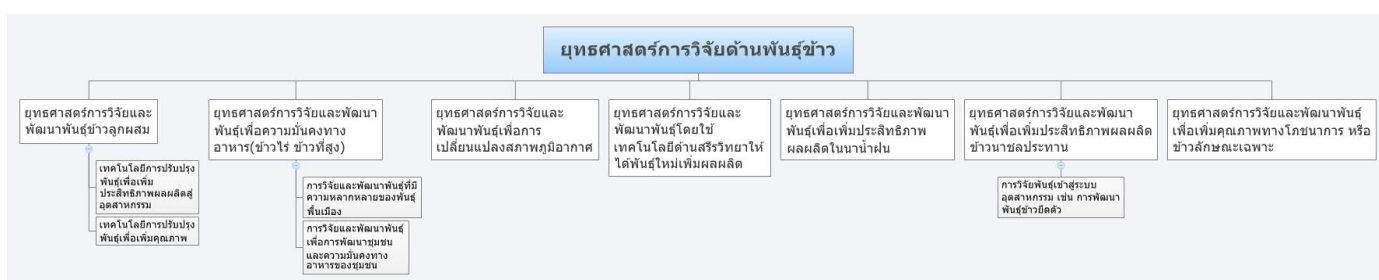 ยุทธศาสตร์การวิจัยด้านพันธุ์ข้าว
ยุทธศาสตร์การวิจัยและ
พัฒนาพันธุ์ข้าวลูกผสม
เทคโนโลยีการปรับปรุง
พันธุ์เพื่อเพิ่ม
ประสิทธิภาพผลผลิตสู่
อุตสาหกรรม
เทคโนโลยีการปรับปรุง
พันธุ์เพื่อเพิ่มคุณภาพ
ยุทธศาสตร์การวิจัยและพัฒนา
พันธุ์เพื่อความมั่นคงทาง
อาหาร(ข้าวไร่ ข้าวที่สูง)
การวิจัยและพัฒนาพันธุ์ที่มี
ความหลากหลายของพันธุ์
พื้นเมือง
การวิจัยและพัฒนาพันธุ์
เพื่อการพัฒนาชุมชน
และความมั่นคงทาง
อาหารของชุมชน
ยุทธศาสตร์การวิจัยและ
พัฒนาพันธุ์เพื่อการ
เปลี่ยนแปลงสภาพภูมิอากาศ
ยุทธศาสตร์การวิจัยและ
พัฒนาพันธุ์โดยใช้
เทคโนโลยีด้านสรีรวิทยาให้
ได้พันธุ์ใหม่เพิ่มผลผลิต
ยุทธศาสตร์การวิจัยและพัฒนา
พันธุ์เพื่อเพิ่มประสิทธิภาพ
ผลผลิตในนาน้ำฝน
ยุทธศาสตร์การวิจัยและพัฒนา
พันธุ์เพื่อเพิ่มประสิทธิภาพผลผลิต
ข้าวนาชลประทาน
การวิจัยพันธุ์เข้าสู่ระบบ
อุตสาหกรรม เช่น การพัฒนา
พันธุ์ข้าวยืดตัว
ยุทธศาสตร์การวิจัยและพัฒนาพันธุ์
เพื่อเพิ่มคุณภาพทางโภชนาการ หรือ
ข้าวลักษณะเฉพาะ